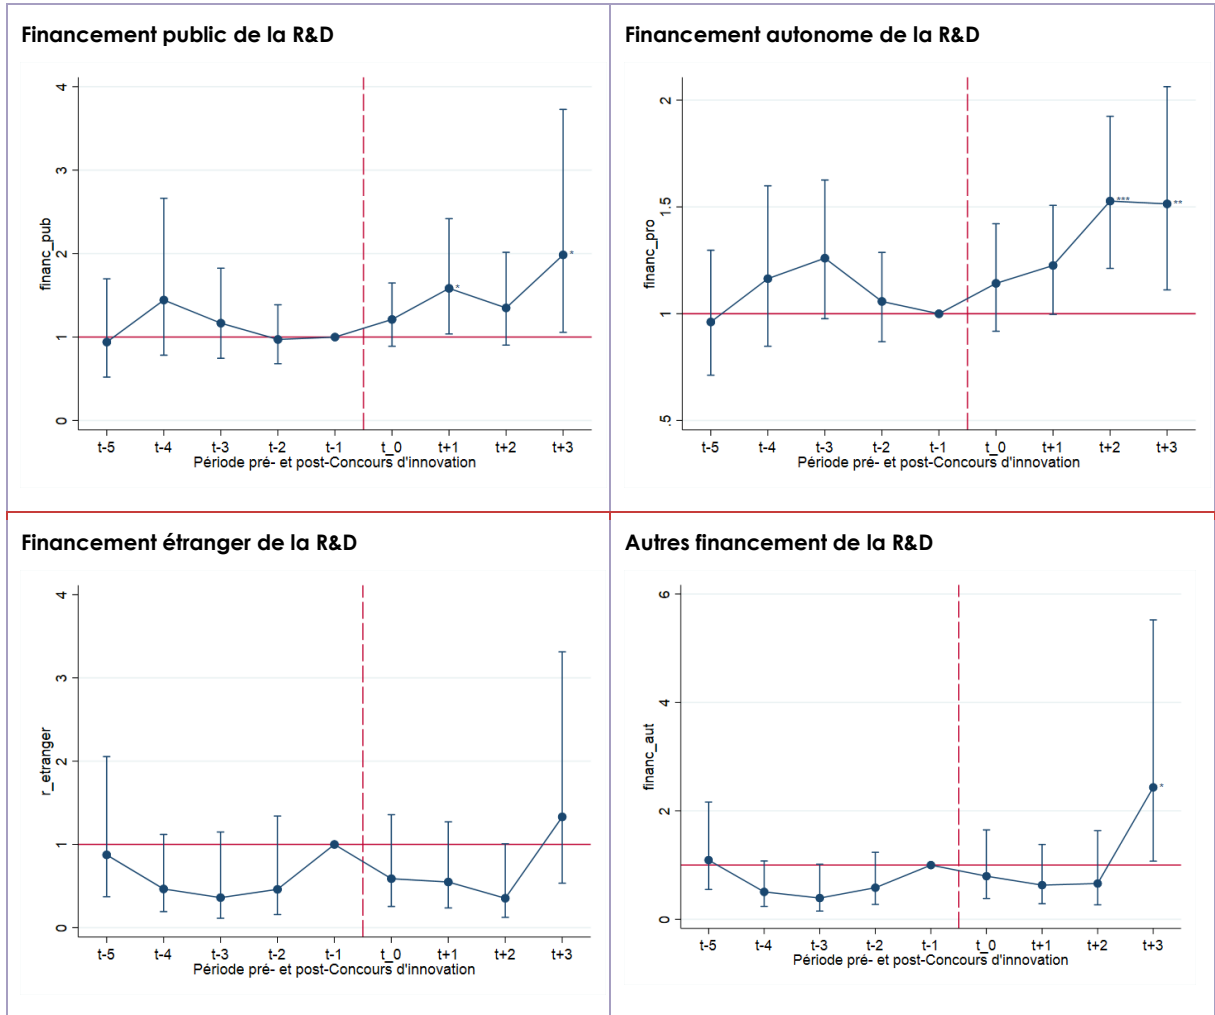 Financement public de la R&D
4
3
2
1
0
financ_pub
*
*
t-5 t-4 t-3 t-2 t-1 t_0 t+1 t+2 t+3
Période pré- et post-Concours d'innovation
Financement autonome de la R&D
2
1.5
1
.5
financ_pro
***
**
t-5 t-4 t-3 t-2 t-1 t_0 t+1 t+2 t+3
Période pré- et post-Concours d'innovation
Financement étranger de la R&D
4
3
2
1
0
r_etranger
t-5 t-4 t-3 t-2 t-1 t_0 t+1 t+2 t+3
Période pré- et post-Concours d'innovation
Autres financement de la R&D
6
4
2
0
financ_aut
*
t-5 t-4 t-3 t-2 t-1 t_0 t+1 t+2 t+3
Période pré- et post-Concours d'innovation